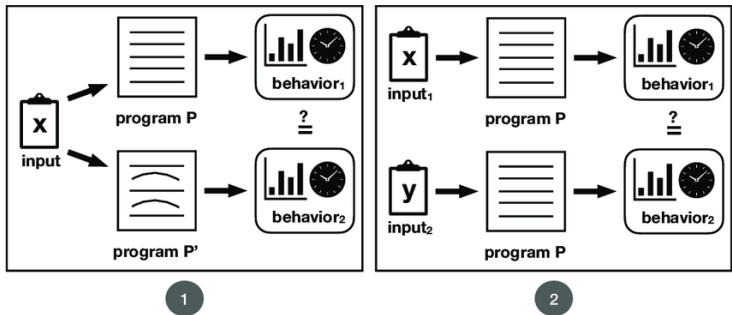 x
input
program P
behavior₁
?
=
program P'
behavior₂
1
x
input₁
program P
behavior₁
?
=
y
input₂
program P
behavior₂
2